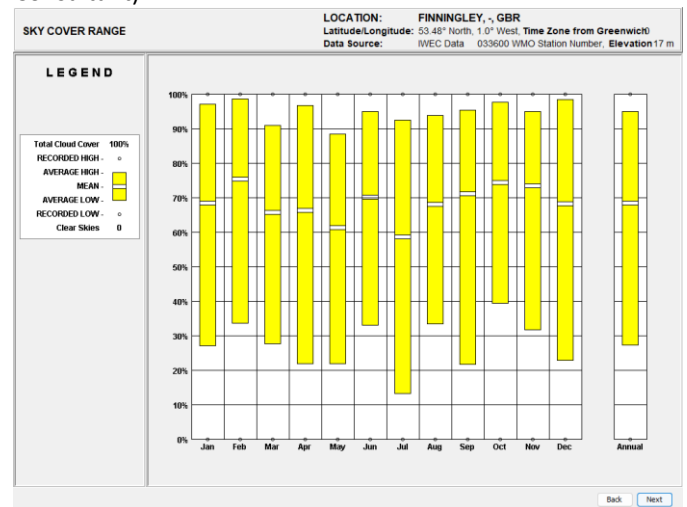 SKY COVER RANGE
LOCATION: FINNINGLEY, -, GBR
Latitude/Longitude: 53.48° North, 1.0° West, Time Zone from Greenwich 0
Data Source: IWEC Data 033600 WMO Station Number, Elevation 17 m
LEGEND
Total Cloud Cover 100%
RECORDED HIGH -
AVERAGE HIGH -
MEAN -
AVERAGE LOW -
RECORDED LOW -
Clear Skies 0
100%
90%
80%
70%
60%
50%
40%
30%
20%
10%
0%
Jan Feb Mar Apr May Jun Jul Aug Sep Oct Nov Dec Annual
Back Next